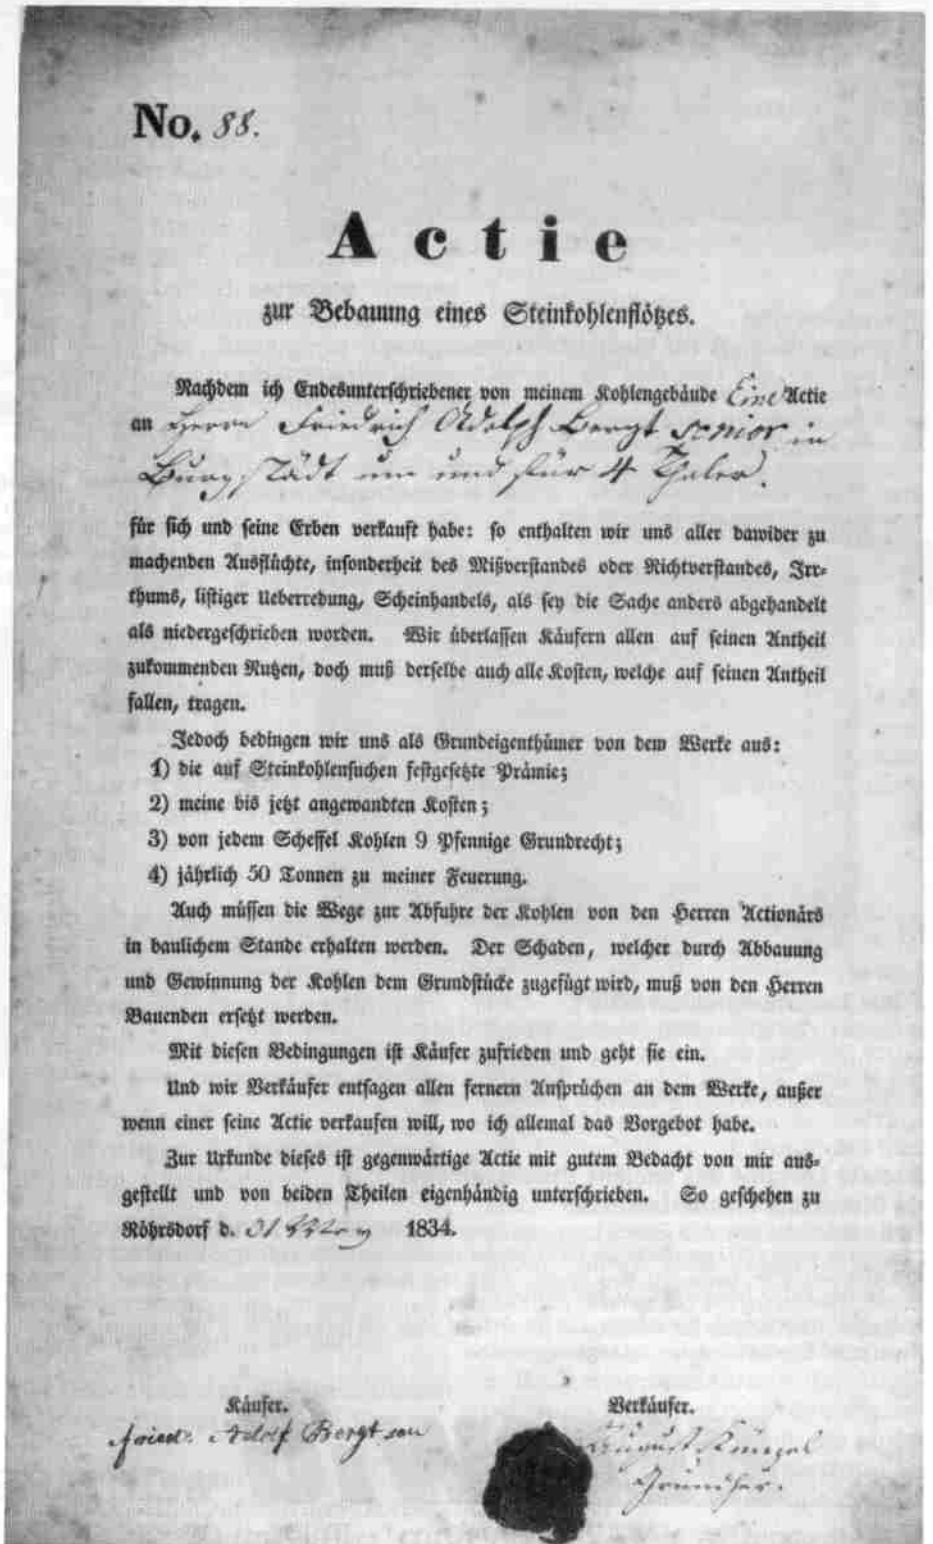 No. 88.
Actie
zur Bebauung eines Steinkohlenflötzes.
Nachdem ich Endesunterschriebener von meinem Kohlengebäude Eine Actie
an Herrn Friedrich Adolph Bergt senior in
Burgstädt um und für 4 Thaler.
für sich und seine Erben verkauft habe: so enthalten wir uns aller dawider zu
machenden Ausflüchte, insonderheit des Mißverstandes oder Nichtverstandes, Irr-
thums, listiger Ueberredung, Scheinhandels, als sey die Sache anders abgehandelt
als niedergeschrieben worden. Wir überlassen Käufern allen auf seinen Antheil
zukommenden Nutzen, doch muß derselbe auch alle Kosten, welche auf seinen Antheil
fallen, tragen.
Jedoch bedingen wir uns als Grundeigenthümer von dem Werke aus:
1) die auf Steinkohlensuchen festgesetzte Prämie;
2) meine bis jetzt angewandten Kosten;
3) von jedem Scheffel Kohlen 9 Pfennige Grundrecht;
4) jährlich 50 Tonnen zu meiner Feuerung.
Auch müssen die Wege zur Abfuhre der Kohlen von den Herren Actionärs
in baulichem Stande erhalten werden. Der Schaden, welcher durch Abbauung
und Gewinnung der Kohlen dem Grundstücke zugefügt wird, muß von den Herren
Bauenden ersetzt werden.
Mit diesen Bedingungen ist Käufer zufrieden und geht sie ein.
Und wir Verkäufer entsagen allen fernern Ansprüchen an dem Werke, außer
wenn einer seine Actie verkaufen will, wo ich allemal das Vorgebot habe.
Zur Urkunde dieses ist gegenwärtige Actie mit gutem Bedacht von mir aus-
gestellt und von beiden Theilen eigenhändig unterschrieben. So geschehen zu
Röhrsdorf d. 31 1834.
Käufer. Verkäufer.
Adolf Bergt sen August